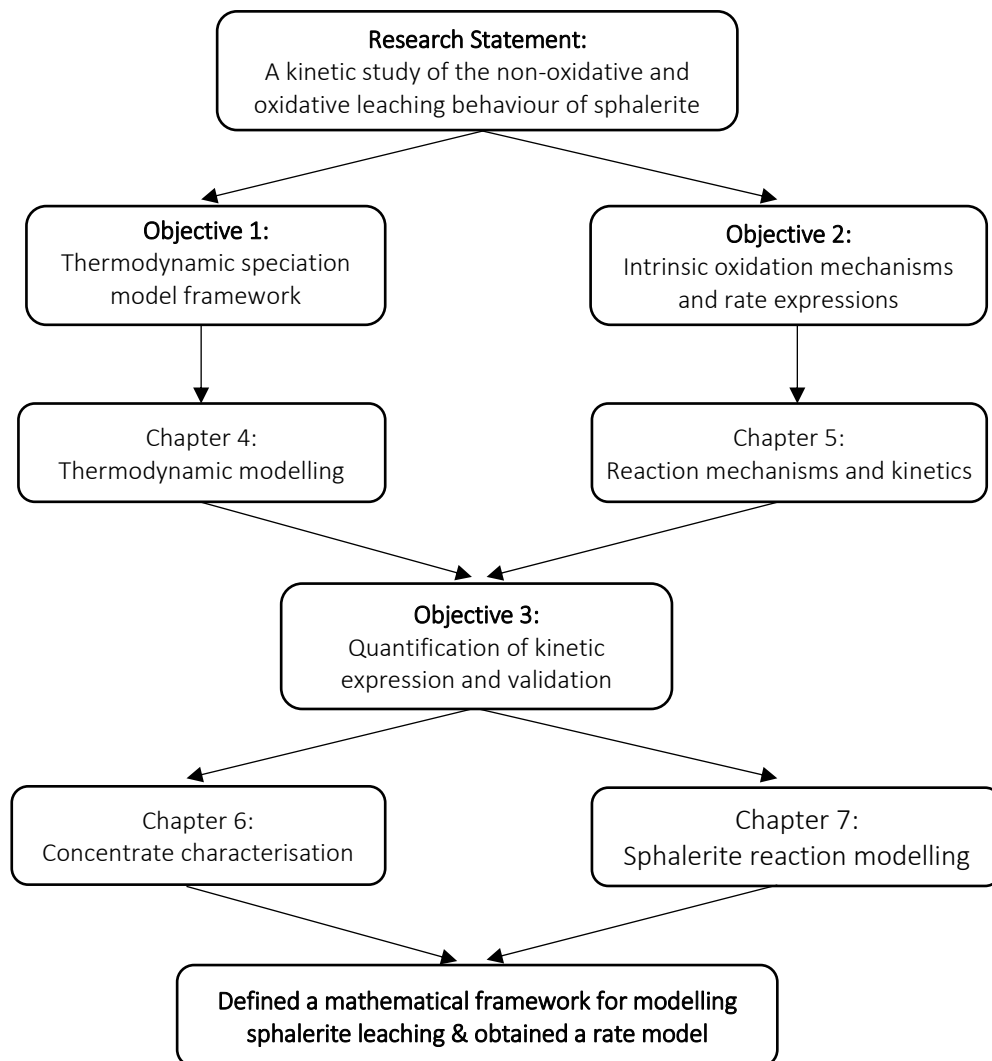 Research Statement:
A kinetic study of the non-oxidative and
oxidative leaching behaviour of sphalerite
Objective 1:
Thermodynamic speciation
model framework
Objective 2:
Intrinsic oxidation mechanisms
and rate expressions
Chapter 4:
Thermodynamic modelling
Chapter 5:
Reaction mechanisms and kinetics
Objective 3:
Quantification of kinetic
expression and validation
Chapter 6:
Concentrate characterisation
Chapter 7:
Sphalerite reaction modelling
Defined a mathematical framework for modelling
sphalerite leaching & obtained a rate model